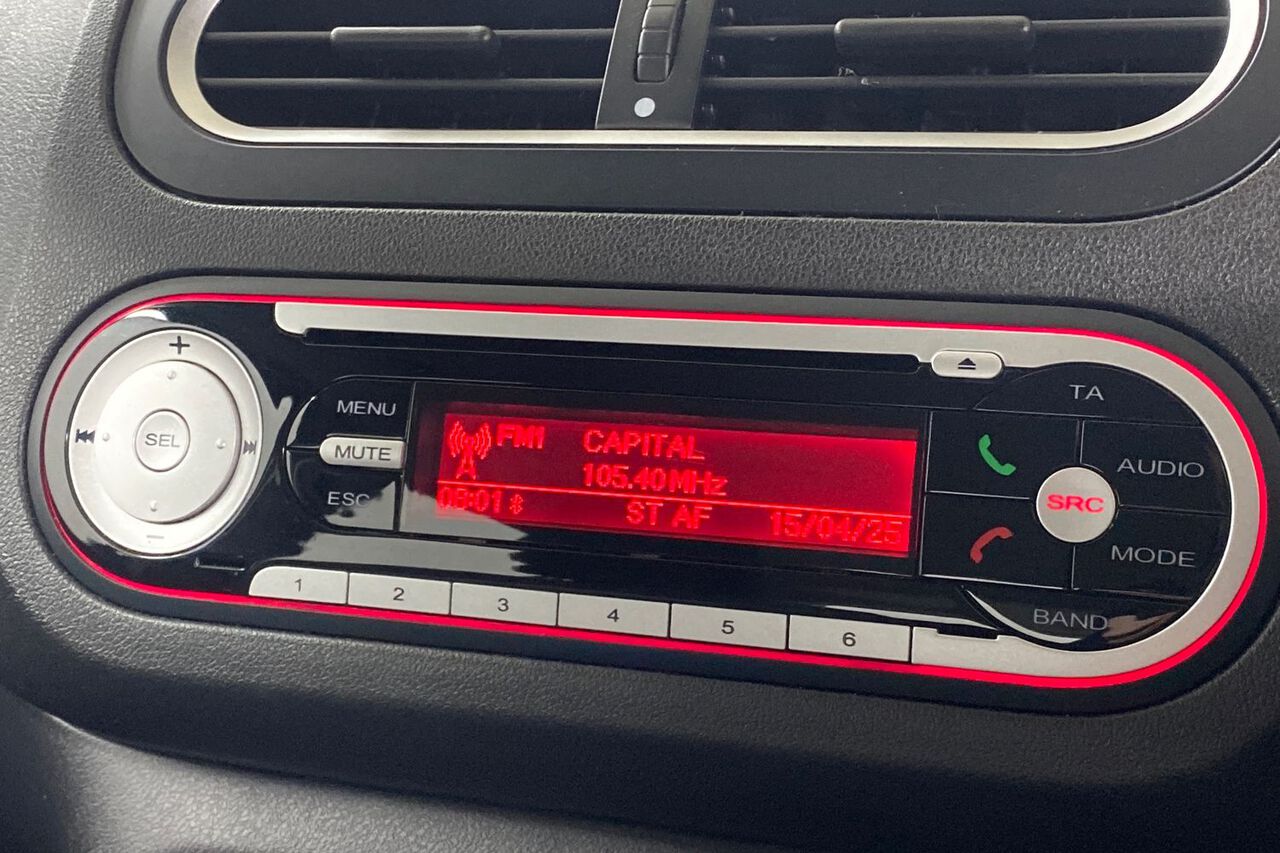 TA
MENU
FM1 CAPITAL
SEL
MUTE
AUDIO
105.40MHz
SRC
ESC
08:01 ST AF 15/04/25
MODE
1 2 3 4 5 6
BAND